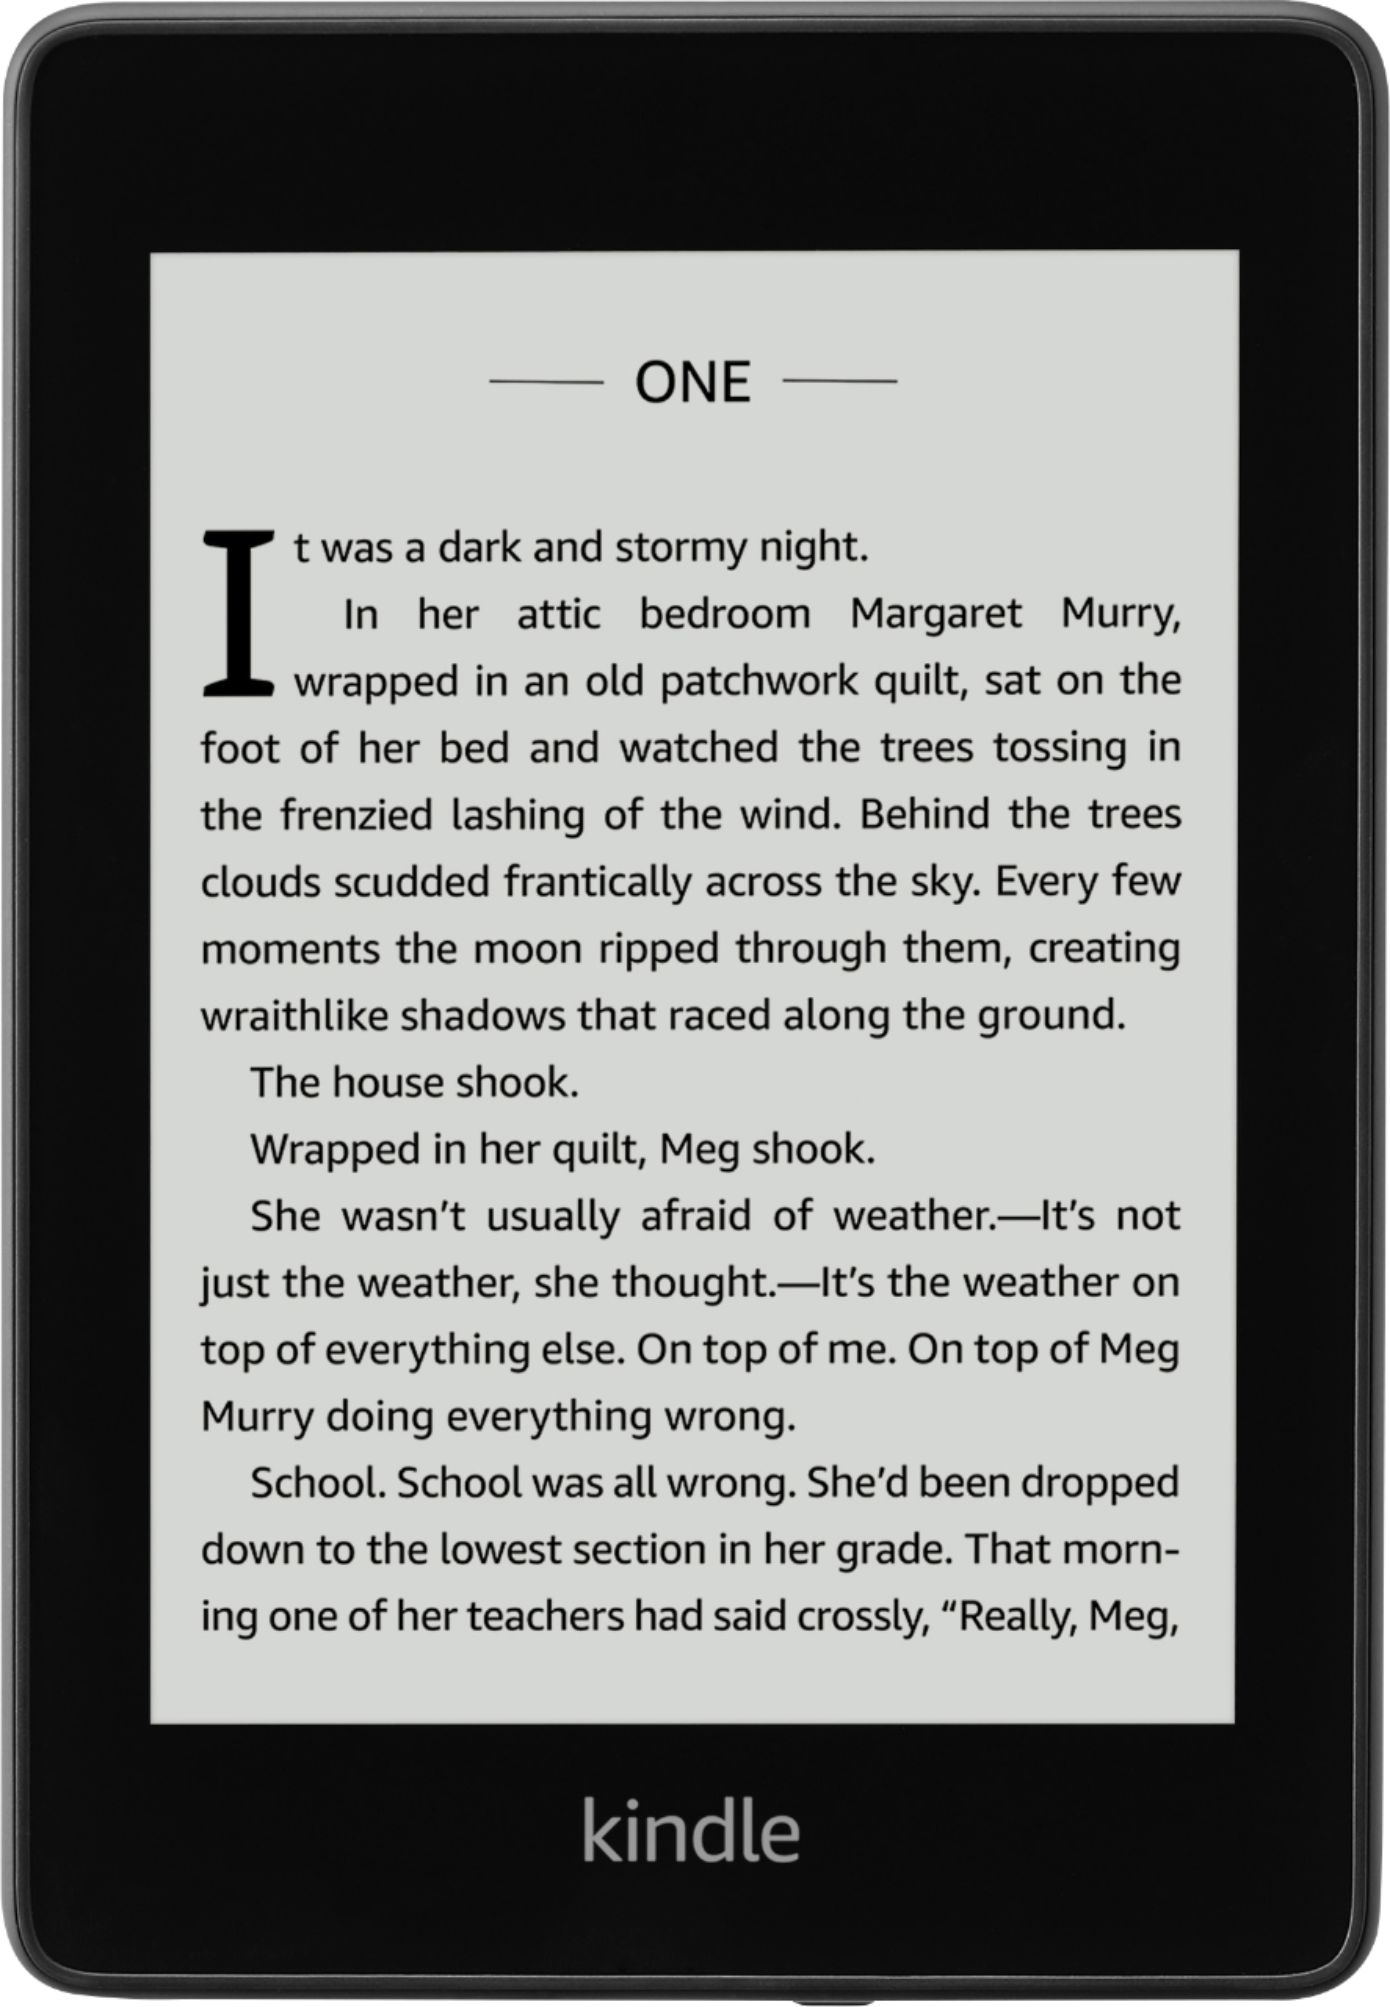 ONE
It was a dark and stormy night.
In her attic bedroom Margaret Murry,
wrapped in an old patchwork quilt, sat on the
foot of her bed and watched the trees tossing in
the frenzied lashing of the wind. Behind the trees
clouds scudded frantically across the sky. Every few
moments the moon ripped through them, creating
wraithlike shadows that raced along the ground.
The house shook.
Wrapped in her quilt, Meg shook.
She wasn’t usually afraid of weather.—It’s not
just the weather, she thought.—It’s the weather on
top of everything else. On top of me. On top of Meg
Murry doing everything wrong.
School. School was all wrong. She’d been dropped
down to the lowest section in her grade. That morn-
ing one of her teachers had said crossly, “Really, Meg,
kindle